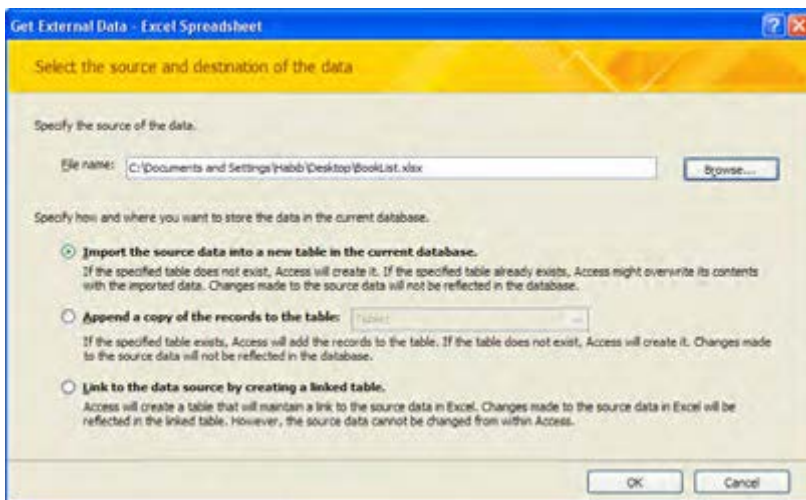 Get External Data - Excel Spreadsheet
Select the source and destination of the data
Specify the source of the data.
File name: C:\Documents and Settings\Habib\Desktop\BookList.xlsx Browse...
Specify how and where you want to store the data in the current database.
Import the source data into a new table in the current database.
If the specified table does not exist, Access will create it. If the specified table already exists, Access might overwrite its contents
with the imported data. Changes made to the source data will not be reflected in the database.
Append a copy of the records to the table: Table1
If the specified table exists, Access will add the records to the table. If the table does not exist, Access will create it. Changes made
to the source data will not be reflected in the database.
Link to the data source by creating a linked table.
Access will create a table that will maintain a link to the source data in Excel. Changes made to the source data in Excel will be
reflected in the linked table. However, the source data cannot be changed from within Access.
OK Cancel